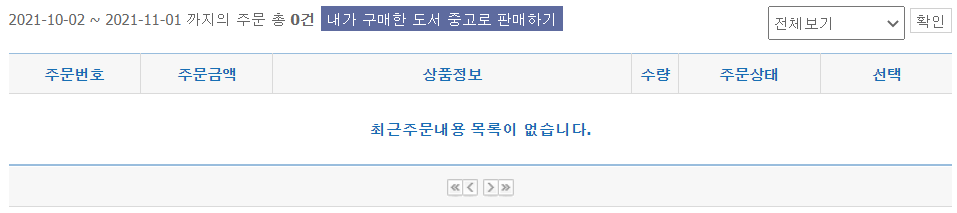 2021-10-02 ~ 2021-11-01 까지의 주문 총 0건 내가 구매한 도서 중고로 판매하기 전체보기 확인
주문번호 주문금액 상품정보 수량 주문상태 선택
최근주문내용 목록이 없습니다.